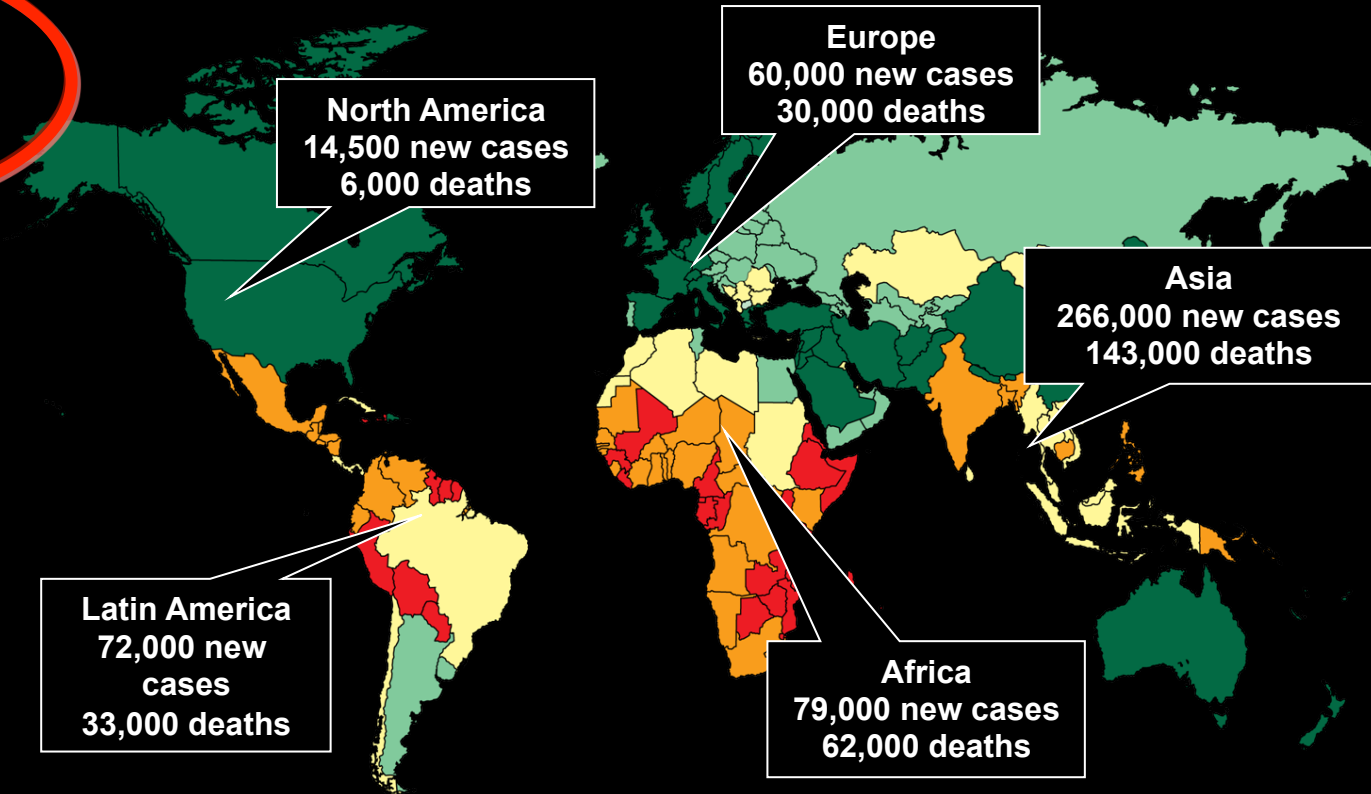 Europe
60,000 new cases
30,000 deaths
North America
14,500 new cases
6,000 deaths
Asia
266,000 new cases
143,000 deaths
Latin America
72,000 new
cases
33,000 deaths
Africa
79,000 new cases
62,000 deaths